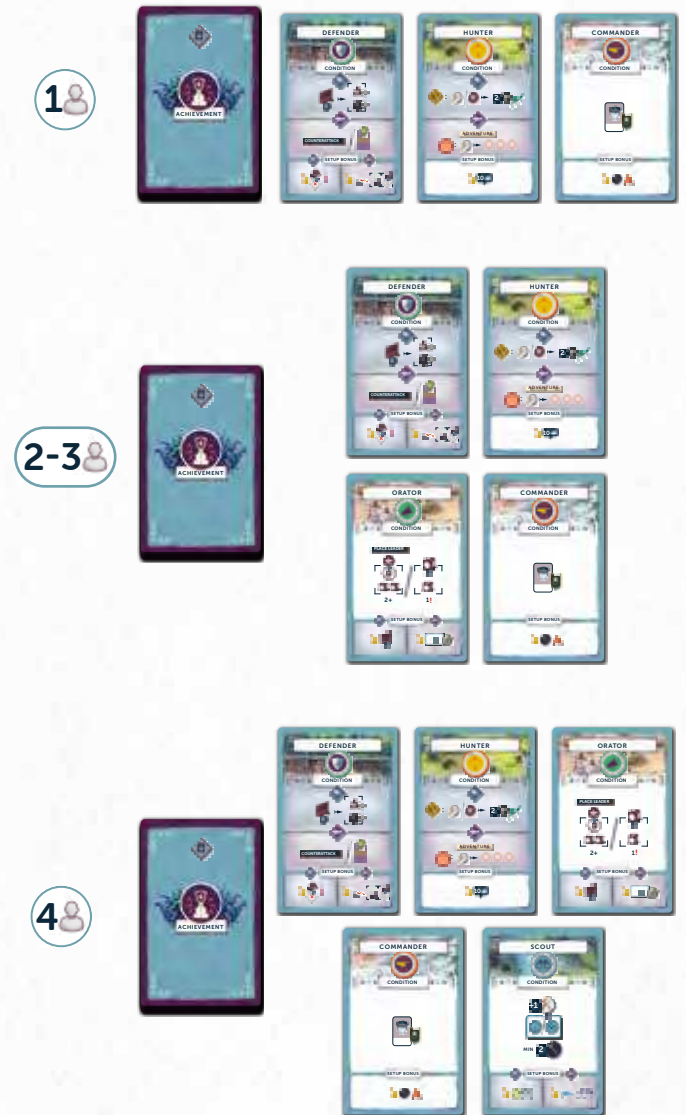 1
ACHIEVEMENT
DEFENDER
CONDITION
COUNTERATTACK
SETUP BONUS
HUNTER
CONDITION
2
ADVENTURE
SETUP BONUS
10
COMMANDER
CONDITION
SETUP BONUS
2-3
ACHIEVEMENT
DEFENDER
CONDITION
COUNTERATTACK
SETUP BONUS
HUNTER
CONDITION
2
ADVENTURE
SETUP BONUS
10
ORATOR
CONDITION
PLACE LEADER
2+ 1!
SETUP BONUS
COMMANDER
CONDITION
SETUP BONUS
4
ACHIEVEMENT
DEFENDER
CONDITION
COUNTERATTACK
SETUP BONUS
HUNTER
CONDITION
2
ADVENTURE
SETUP BONUS
10
ORATOR
CONDITION
PLACE LEADER
2+ 1!
SETUP BONUS
COMMANDER
CONDITION
SETUP BONUS
SCOUT
CONDITION
-1
MIN 2
SETUP BONUS